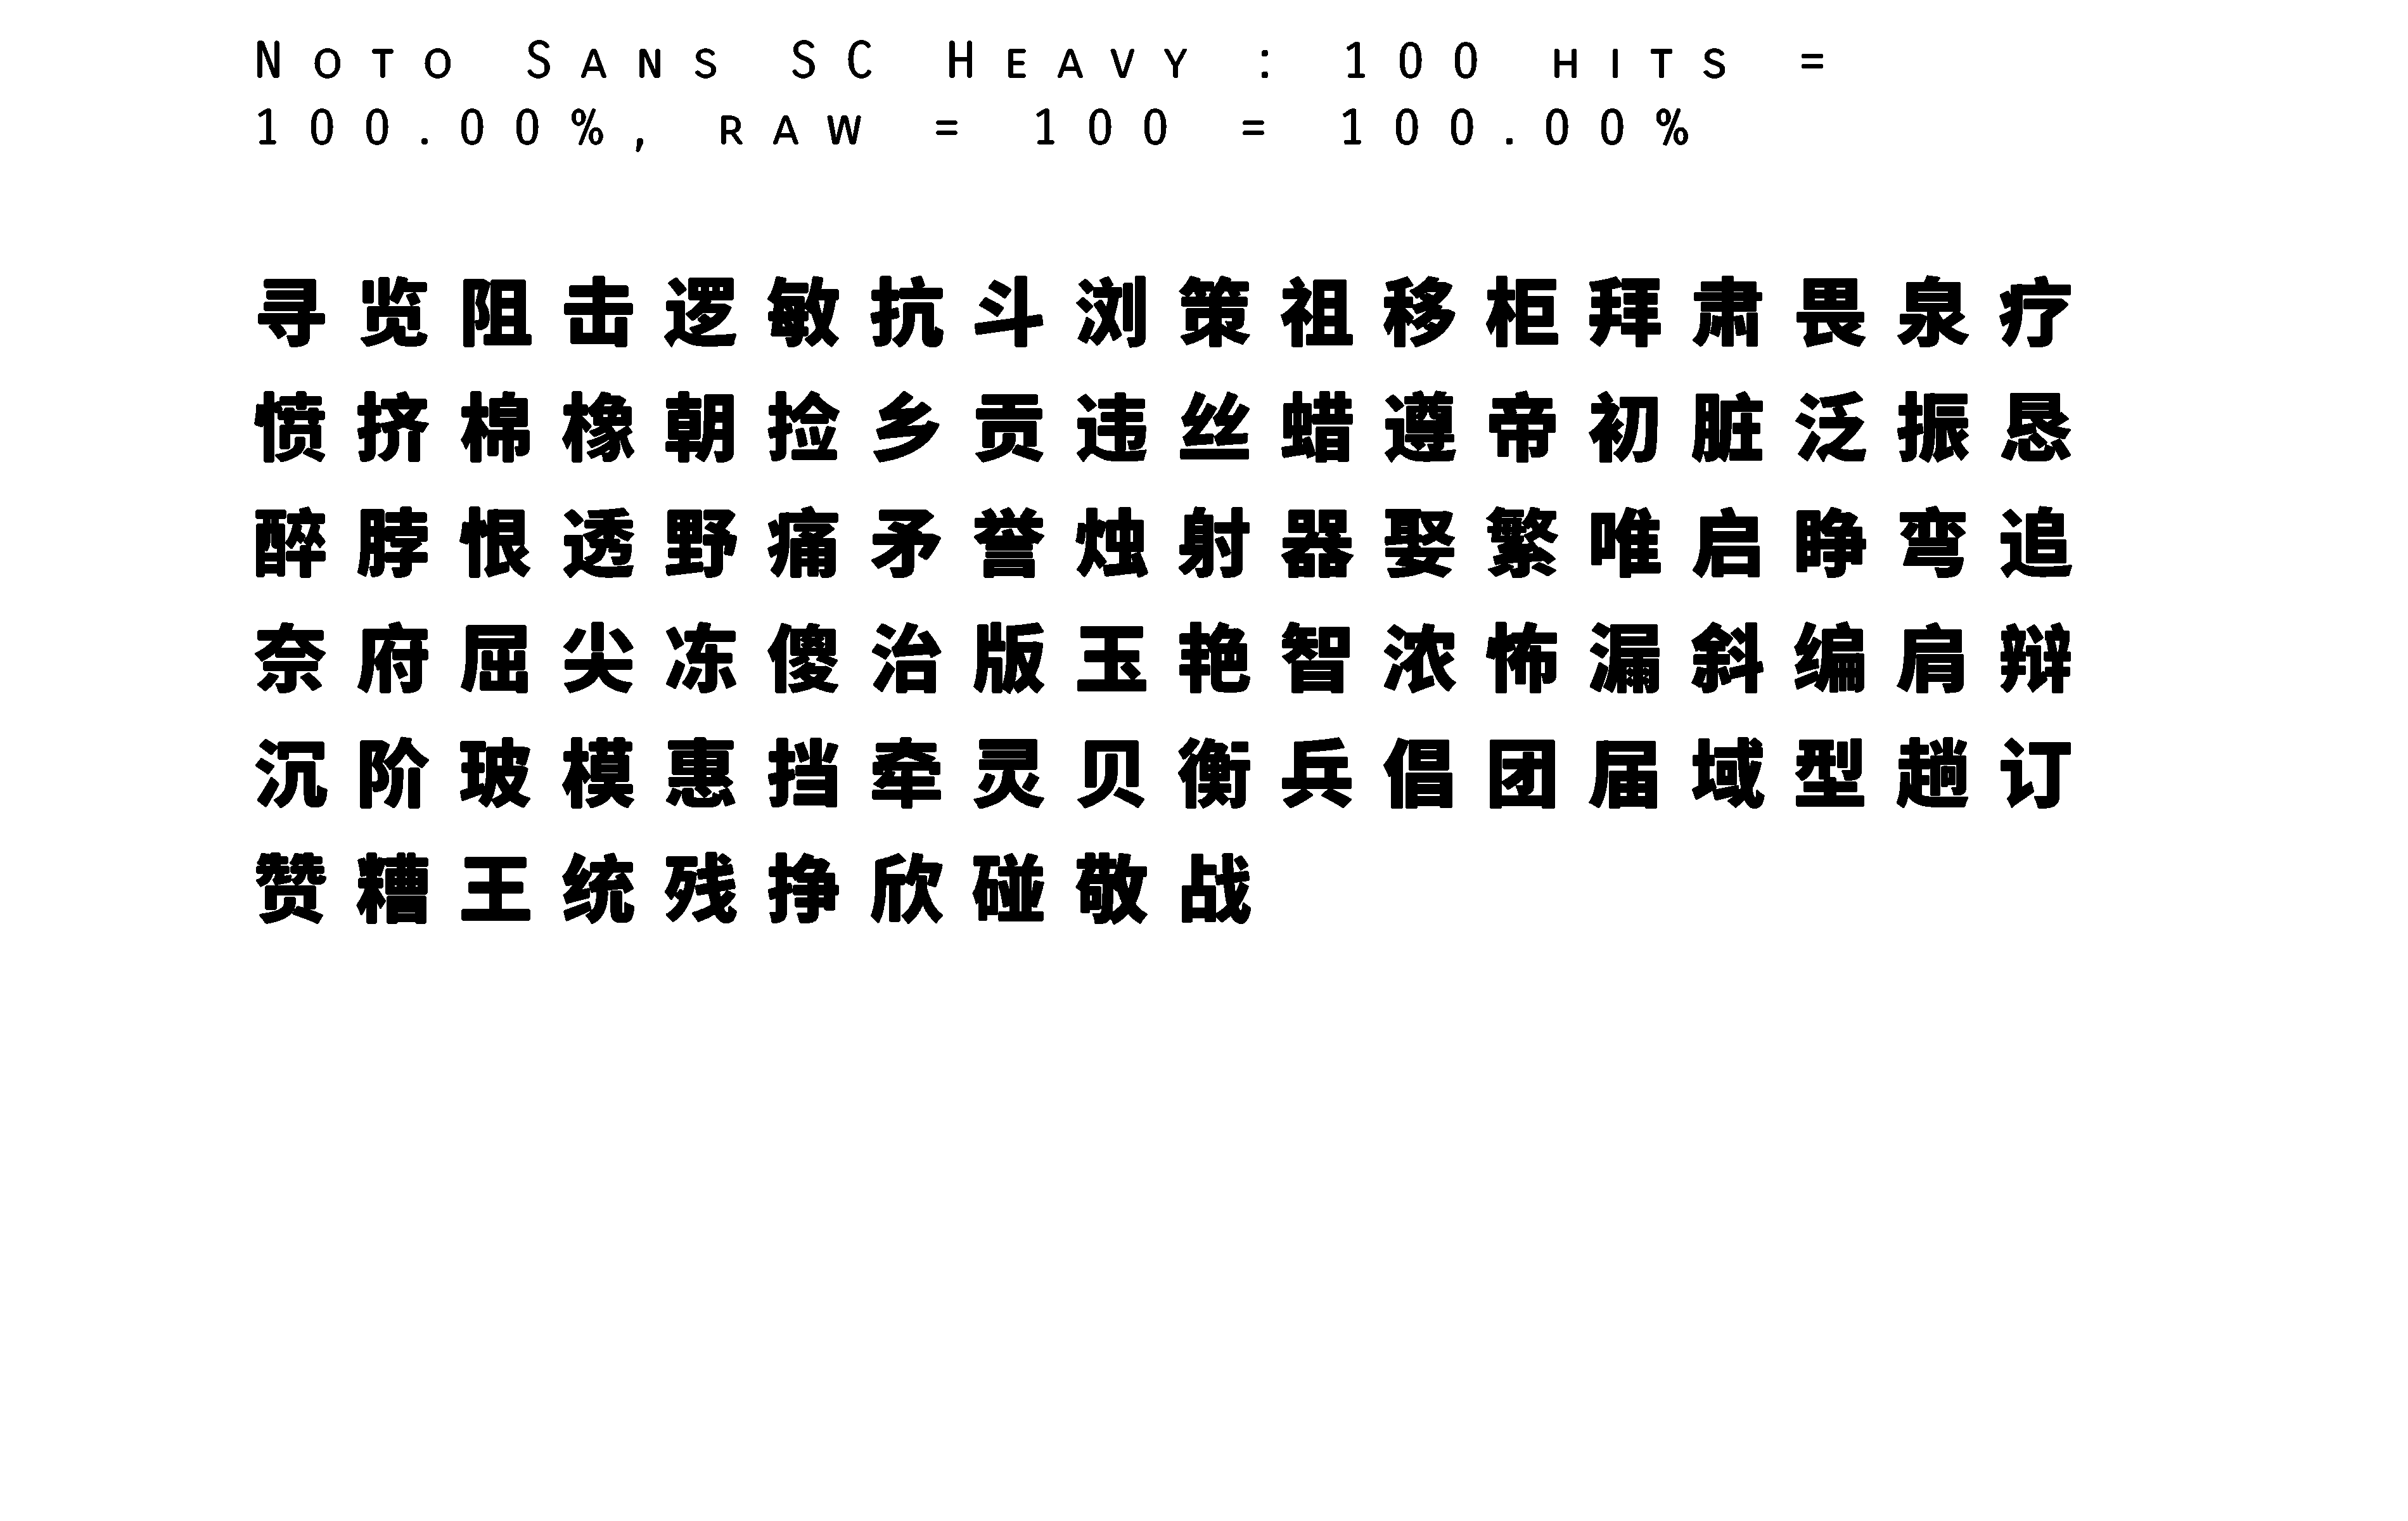 Noto Sans SC Heavy : 100 hits =
100.00%, raw = 100 = 100.00%
寻览阻击逻敏抗斗浏策祖移柜拜肃畏泉疗
愤挤棉橡朝捡乡贡违丝蜡遵帝初脏泛振恳
醉脖恨透野痛矛誉烛射器娶繁唯启睁弯追
奈府屈尖冻傻治版玉艳智浓怖漏斜编肩辩
沉阶玻模惠挡牵灵贝衡兵倡团届域型趟订
赞糟王统残挣欣碰敬战